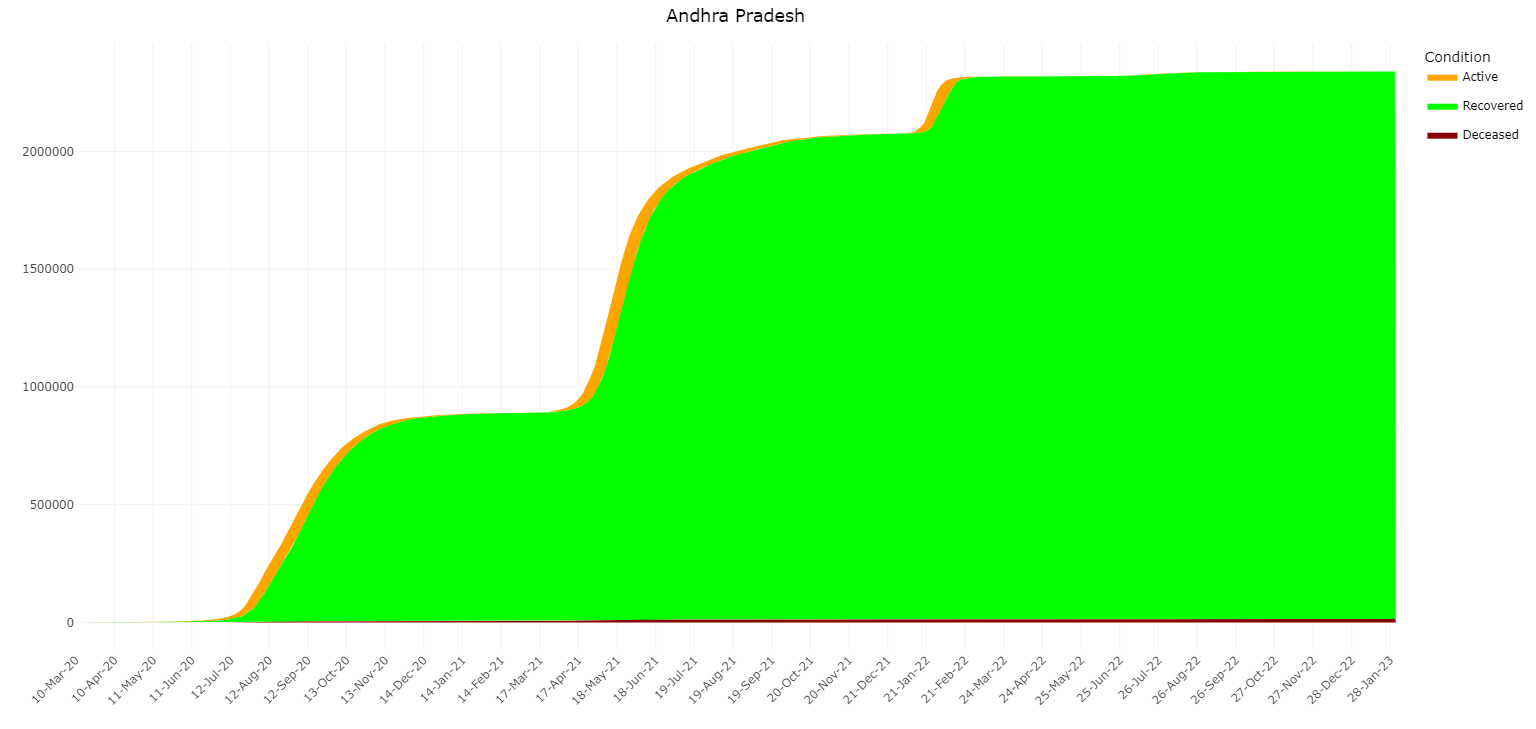 Andhra Pradesh
Condition
Active
Recovered
Deceased
2000000
1500000
1000000
500000
0
10-Mar-20
10-Apr-20
11-May-20
11-Jun-20
12-Jul-20
12-Aug-20
12-Sep-20
13-Oct-20
13-Nov-20
14-Dec-20
14-Jan-21
14-Feb-21
17-Mar-21
17-Apr-21
18-May-21
18-Jun-21
19-Jul-21
19-Aug-21
19-Sep-21
20-Oct-21
20-Nov-21
21-Dec-21
21-Jan-22
21-Feb-22
24-Mar-22
24-Apr-22
25-May-22
25-Jun-22
26-Jul-22
26-Aug-22
26-Sep-22
27-Oct-22
27-Nov-22
28-Dec-22
28-Jan-23